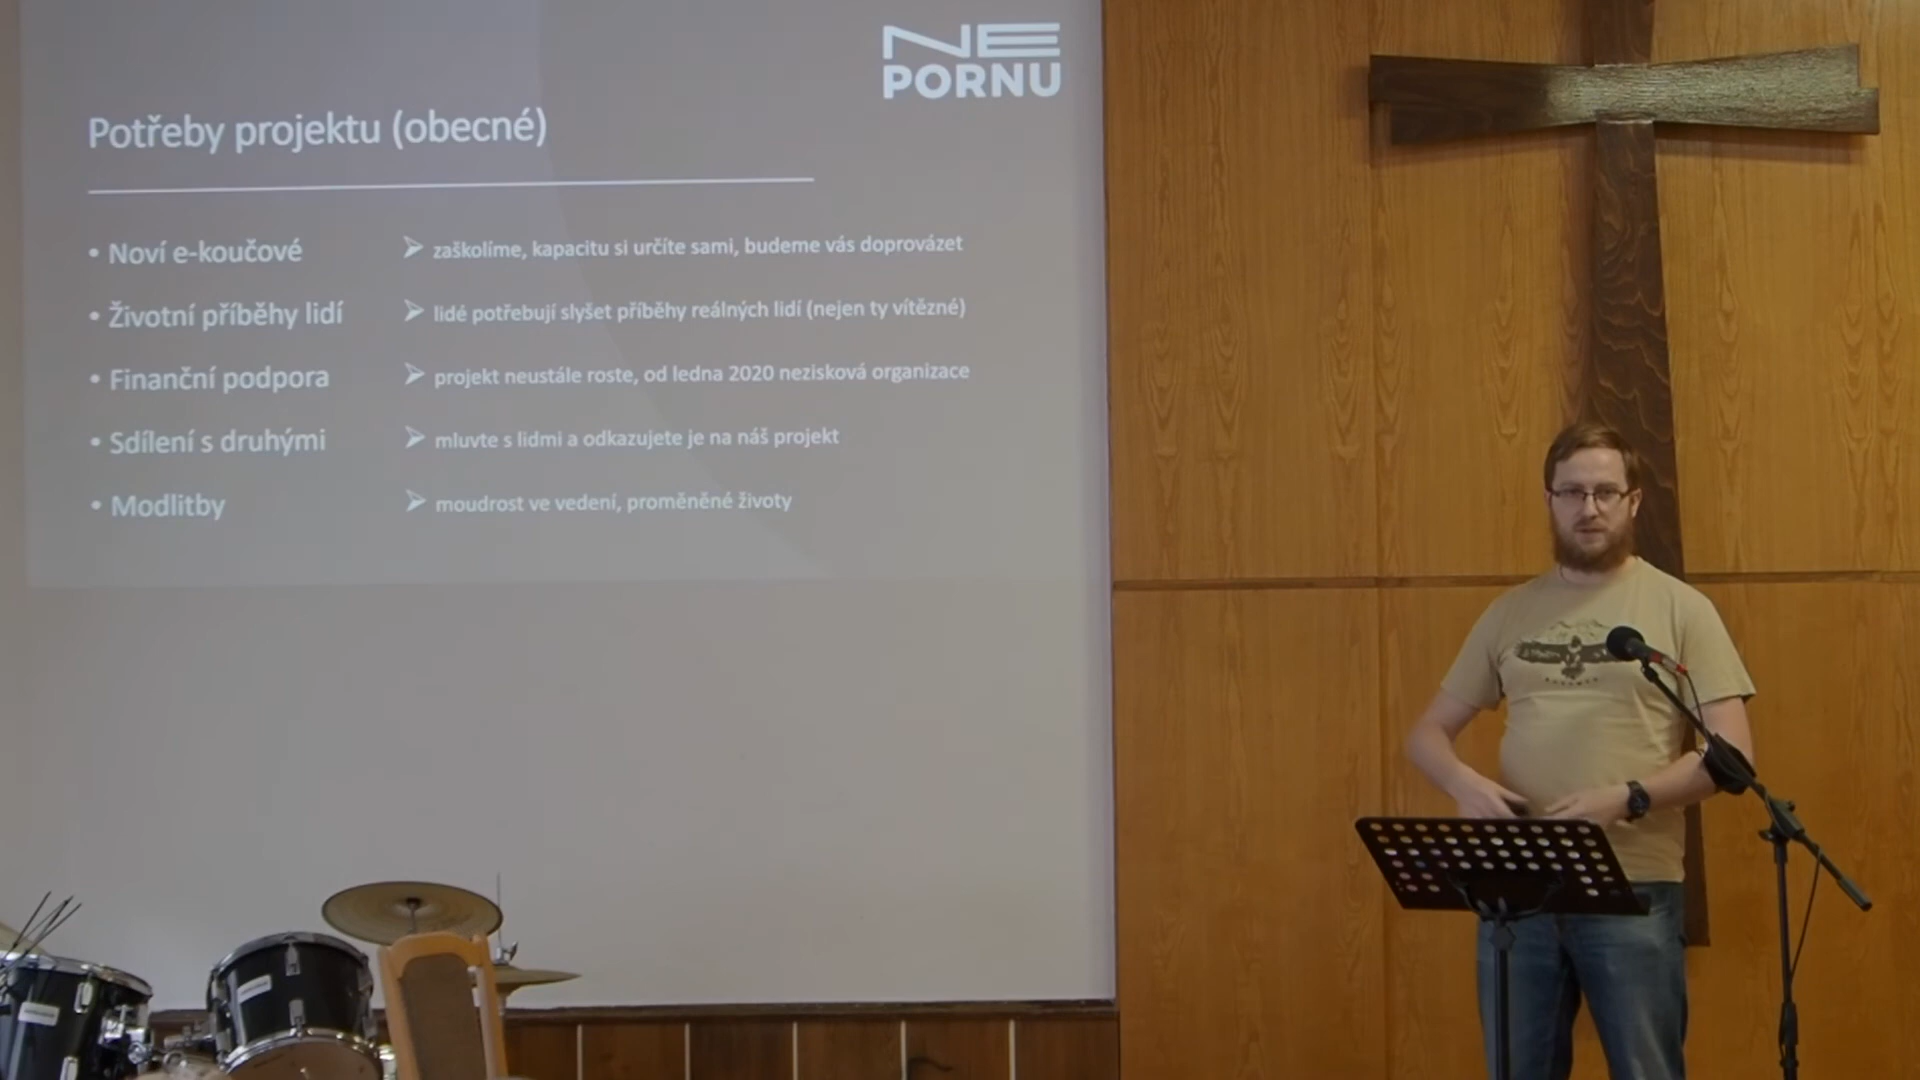 NE
PORNU
Potřeby projektu (obecné)
• Noví e-koučové ➢ zaškolíme, kapacitu si určíte sami, budeme vás doprovázet
• Životní příběhy lidí ➢ lidé potřebují slyšet příběhy reálných lidí (nejen ty vítězné)
• Finanční podpora ➢ projekt neustále roste, od ledna 2020 nezisková organizace
• Sdílení s druhými ➢ mluvte s lidmi a odkazujete je na náš projekt
• Modlitby ➢ moudrost ve vedení, proměněné životy